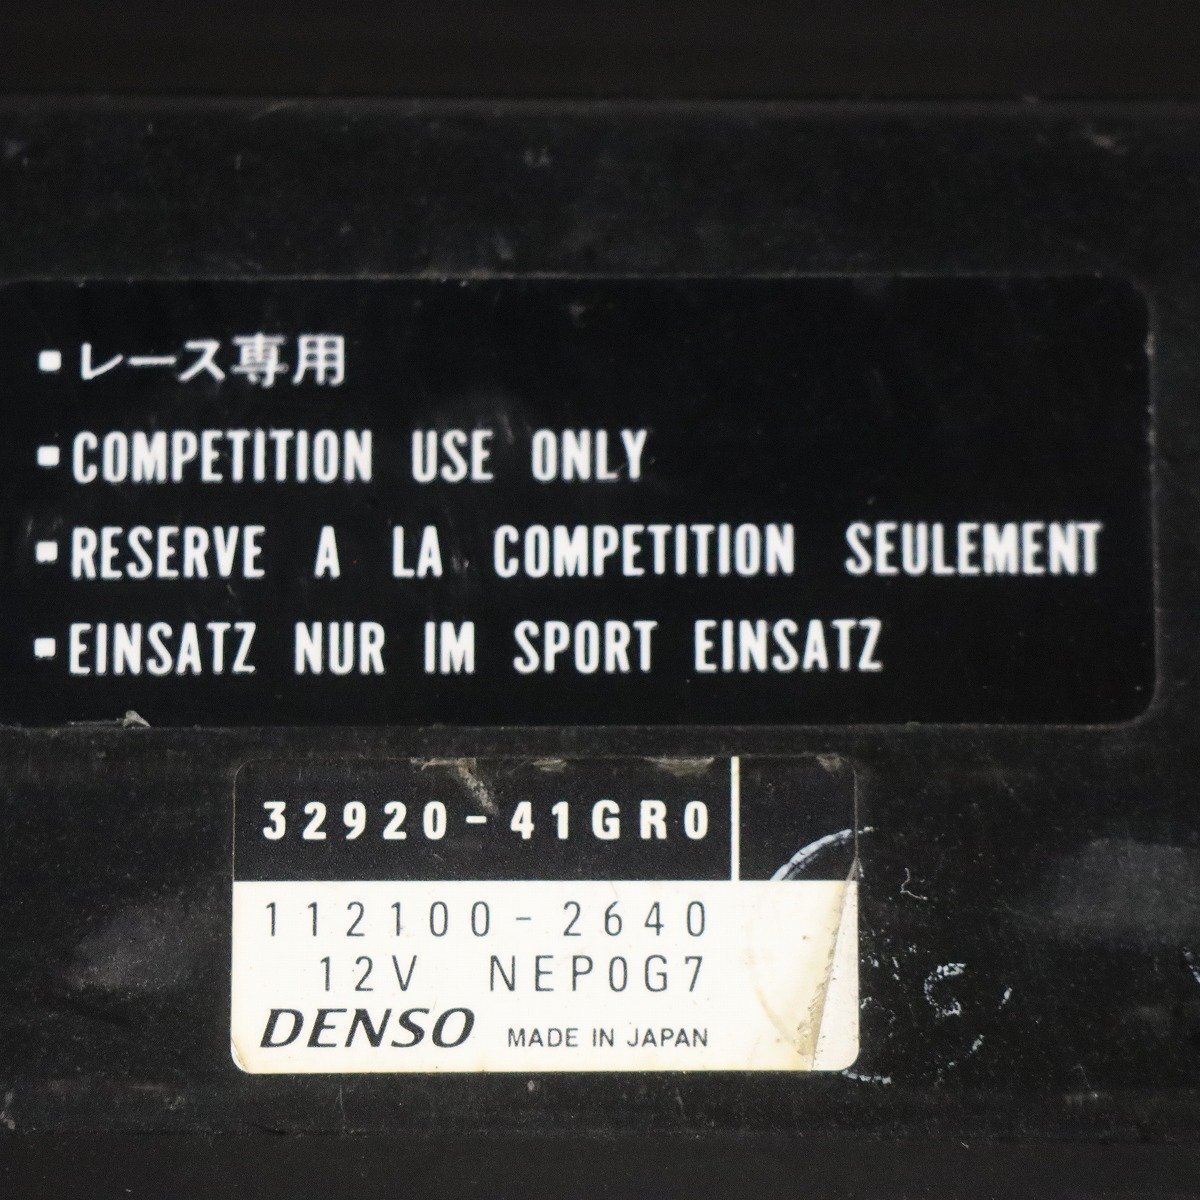 ▪レース専用
▪COMPETITION USE ONLY
▪RESERVE A LA COMPETITION SEULEMENT
▪EINSATZ NUR IM SPORT EINSATZ
32920-41GR0
112100-2640
12V NEP0G7
DENSO MADE IN JAPAN